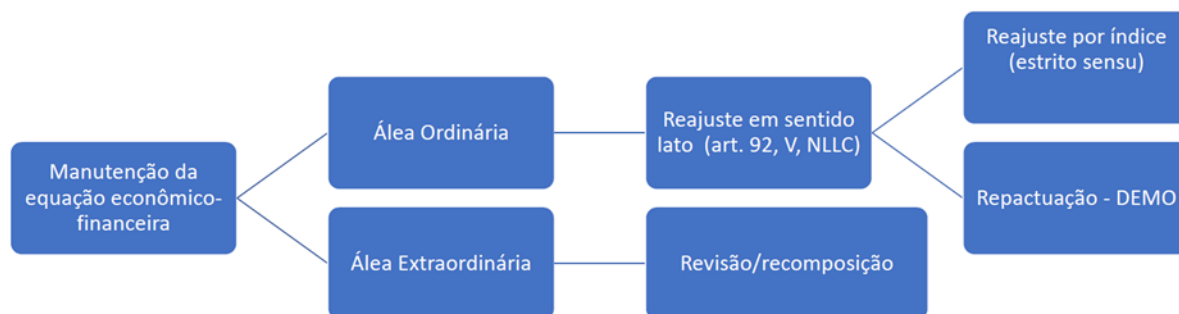 Manutenção da
equação econômico-
financeira
Álea Ordinária
Álea Extraordinária
Reajuste em sentido
lato (art. 92, V, NLLC)
Revisão/recomposição
Reajuste por índice
(estrito sensu)
Repactuação - DEMO